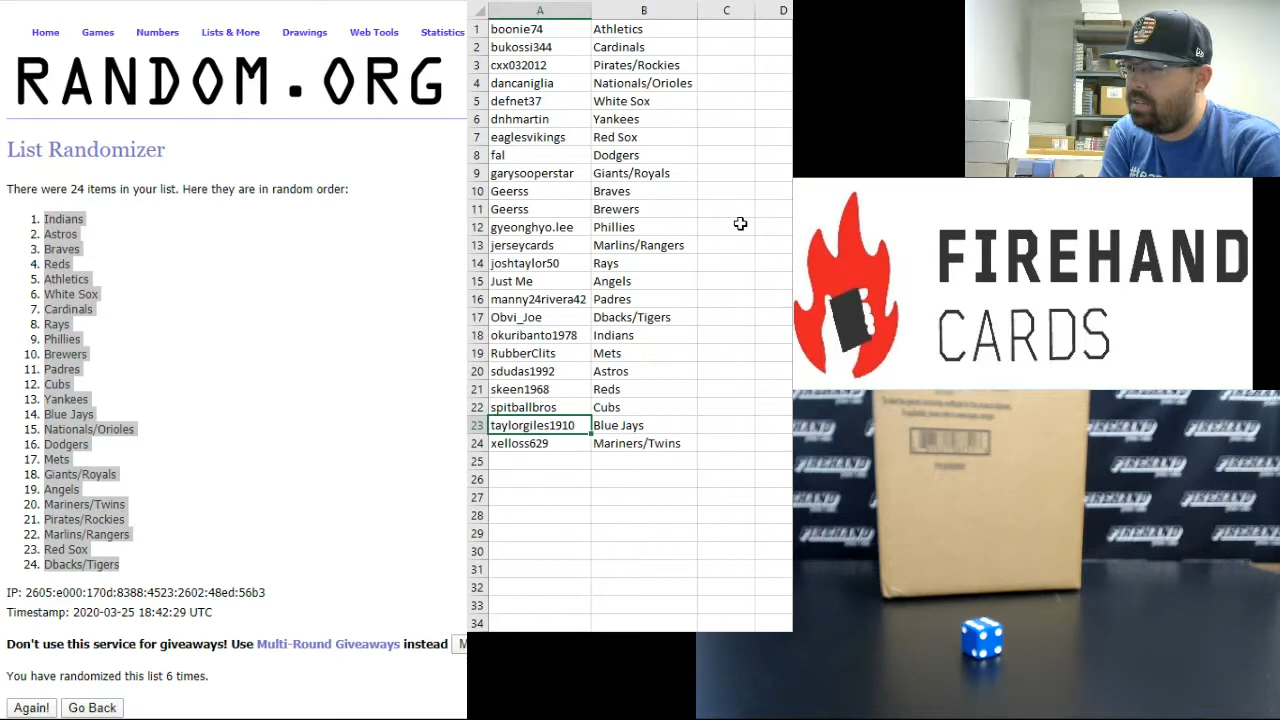 Home Games Numbers Lists & More Drawings Web Tools Statistics
RANDOM.ORG
List Randomizer
There were 24 items in your list. Here they are in random order:
1. Indians
2. Astros
3. Braves
4. Reds
5. Athletics
6. White Sox
7. Cardinals
8. Rays
9. Phillies
10. Brewers
11. Padres
12. Cubs
13. Yankees
14. Blue Jays
15. Nationals/Orioles
16. Dodgers
17. Mets
18. Giants/Royals
19. Angels
20. Mariners/Twins
21. Pirates/Rockies
22. Marlins/Rangers
23. Red Sox
24. Dbacks/Tigers
IP: 2605:e000:170d:8388:4523:2602:48ed:56b3
Timestamp: 2020-03-25 18:42:29 UTC
Don't use this service for giveaways! Use Multi-Round Giveaways instead
You have randomized this list 6 times.
Again! Go Back
A B C D
1 boonie74 Athletics
2 bukossi344 Cardinals
3 cxx032012 Pirates/Rockies
4 dancaniglia Nationals/Orioles
5 defnet37 White Sox
6 dnhmartin Yankees
7 eaglesvikings Red Sox
8 fal Dodgers
9 garysooperstar Giants/Royals
10 Geerss Braves
11 Geerss Brewers
12 gyeonghyo.lee Phillies
13 jerseycards Marlins/Rangers
14 joshtaylor50 Rays
15 Just Me Angels
16 manny24rivera42 Padres
17 Obvi_Joe Dbacks/Tigers
18 okuribanto1978 Indians
19 RubberClits Mets
20 sdudas1992 Astros
21 skeen1968 Reds
22 spitballbros Cubs
23 taylorgiles1910 Blue Jays
24 xelloss629 Mariners/Twins
25
26
27
28
29
30
31
32
33
34
FIREHAND
CARDS